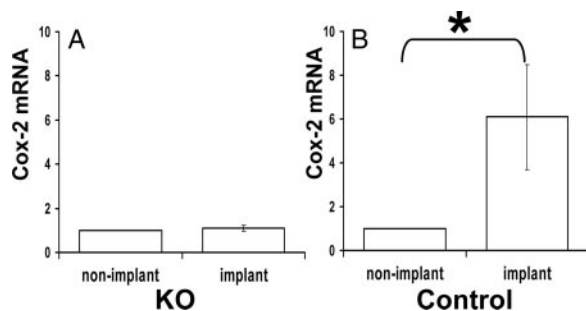 A
Cox-2 mRNA
10
8
6
4
2
0
non-implant
implant
KO
B
*
Cox-2 mRNA
10
8
6
4
2
0
non-implant
implant
Control